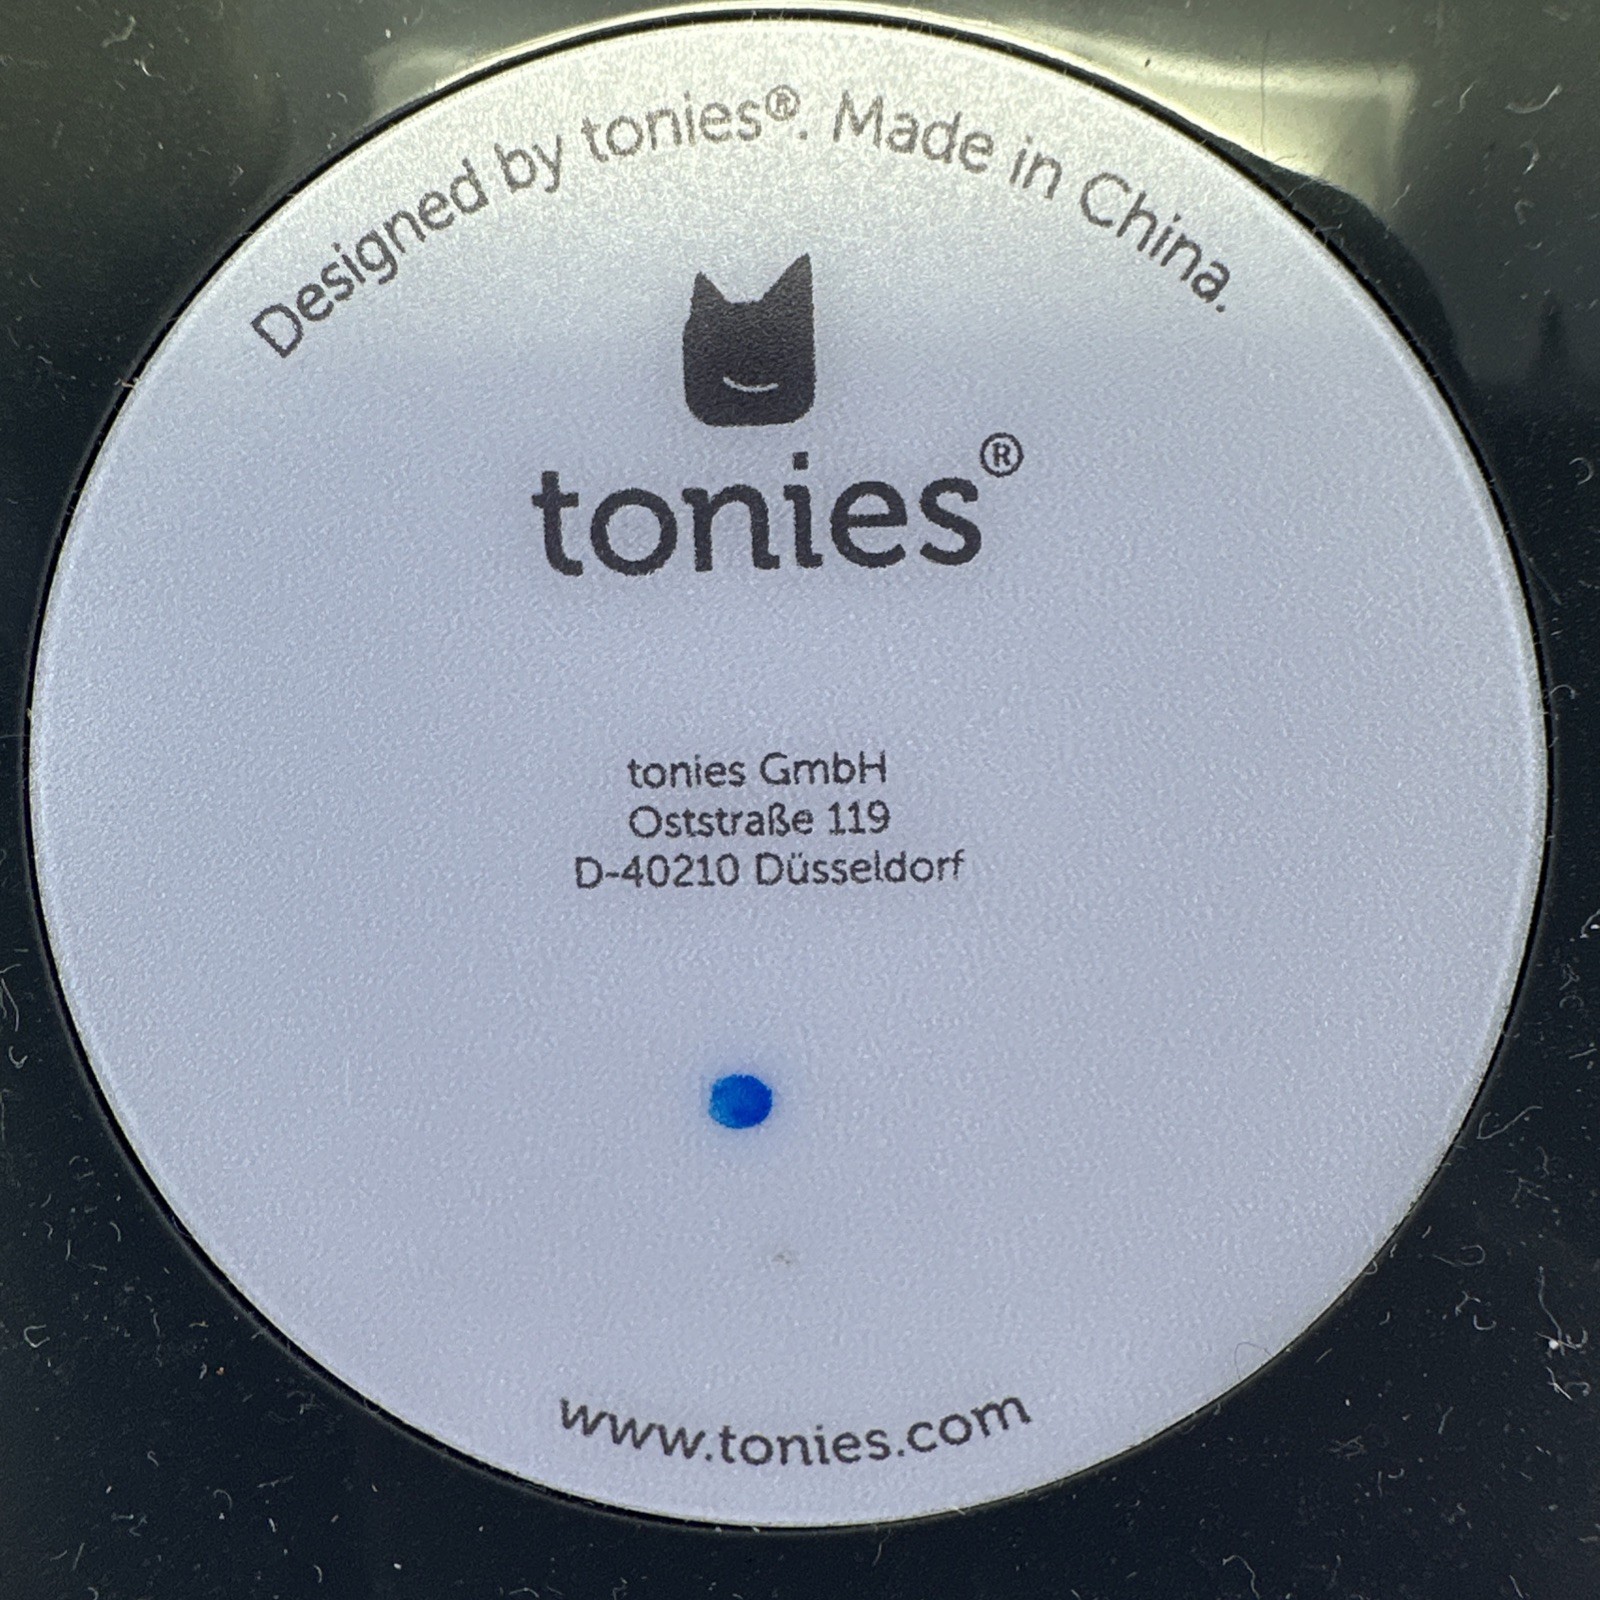 Designed by tonies®. Made in China.
tonies®
tonies GmbH
Oststraße 119
D-40210 Düsseldorf
www.tonies.com